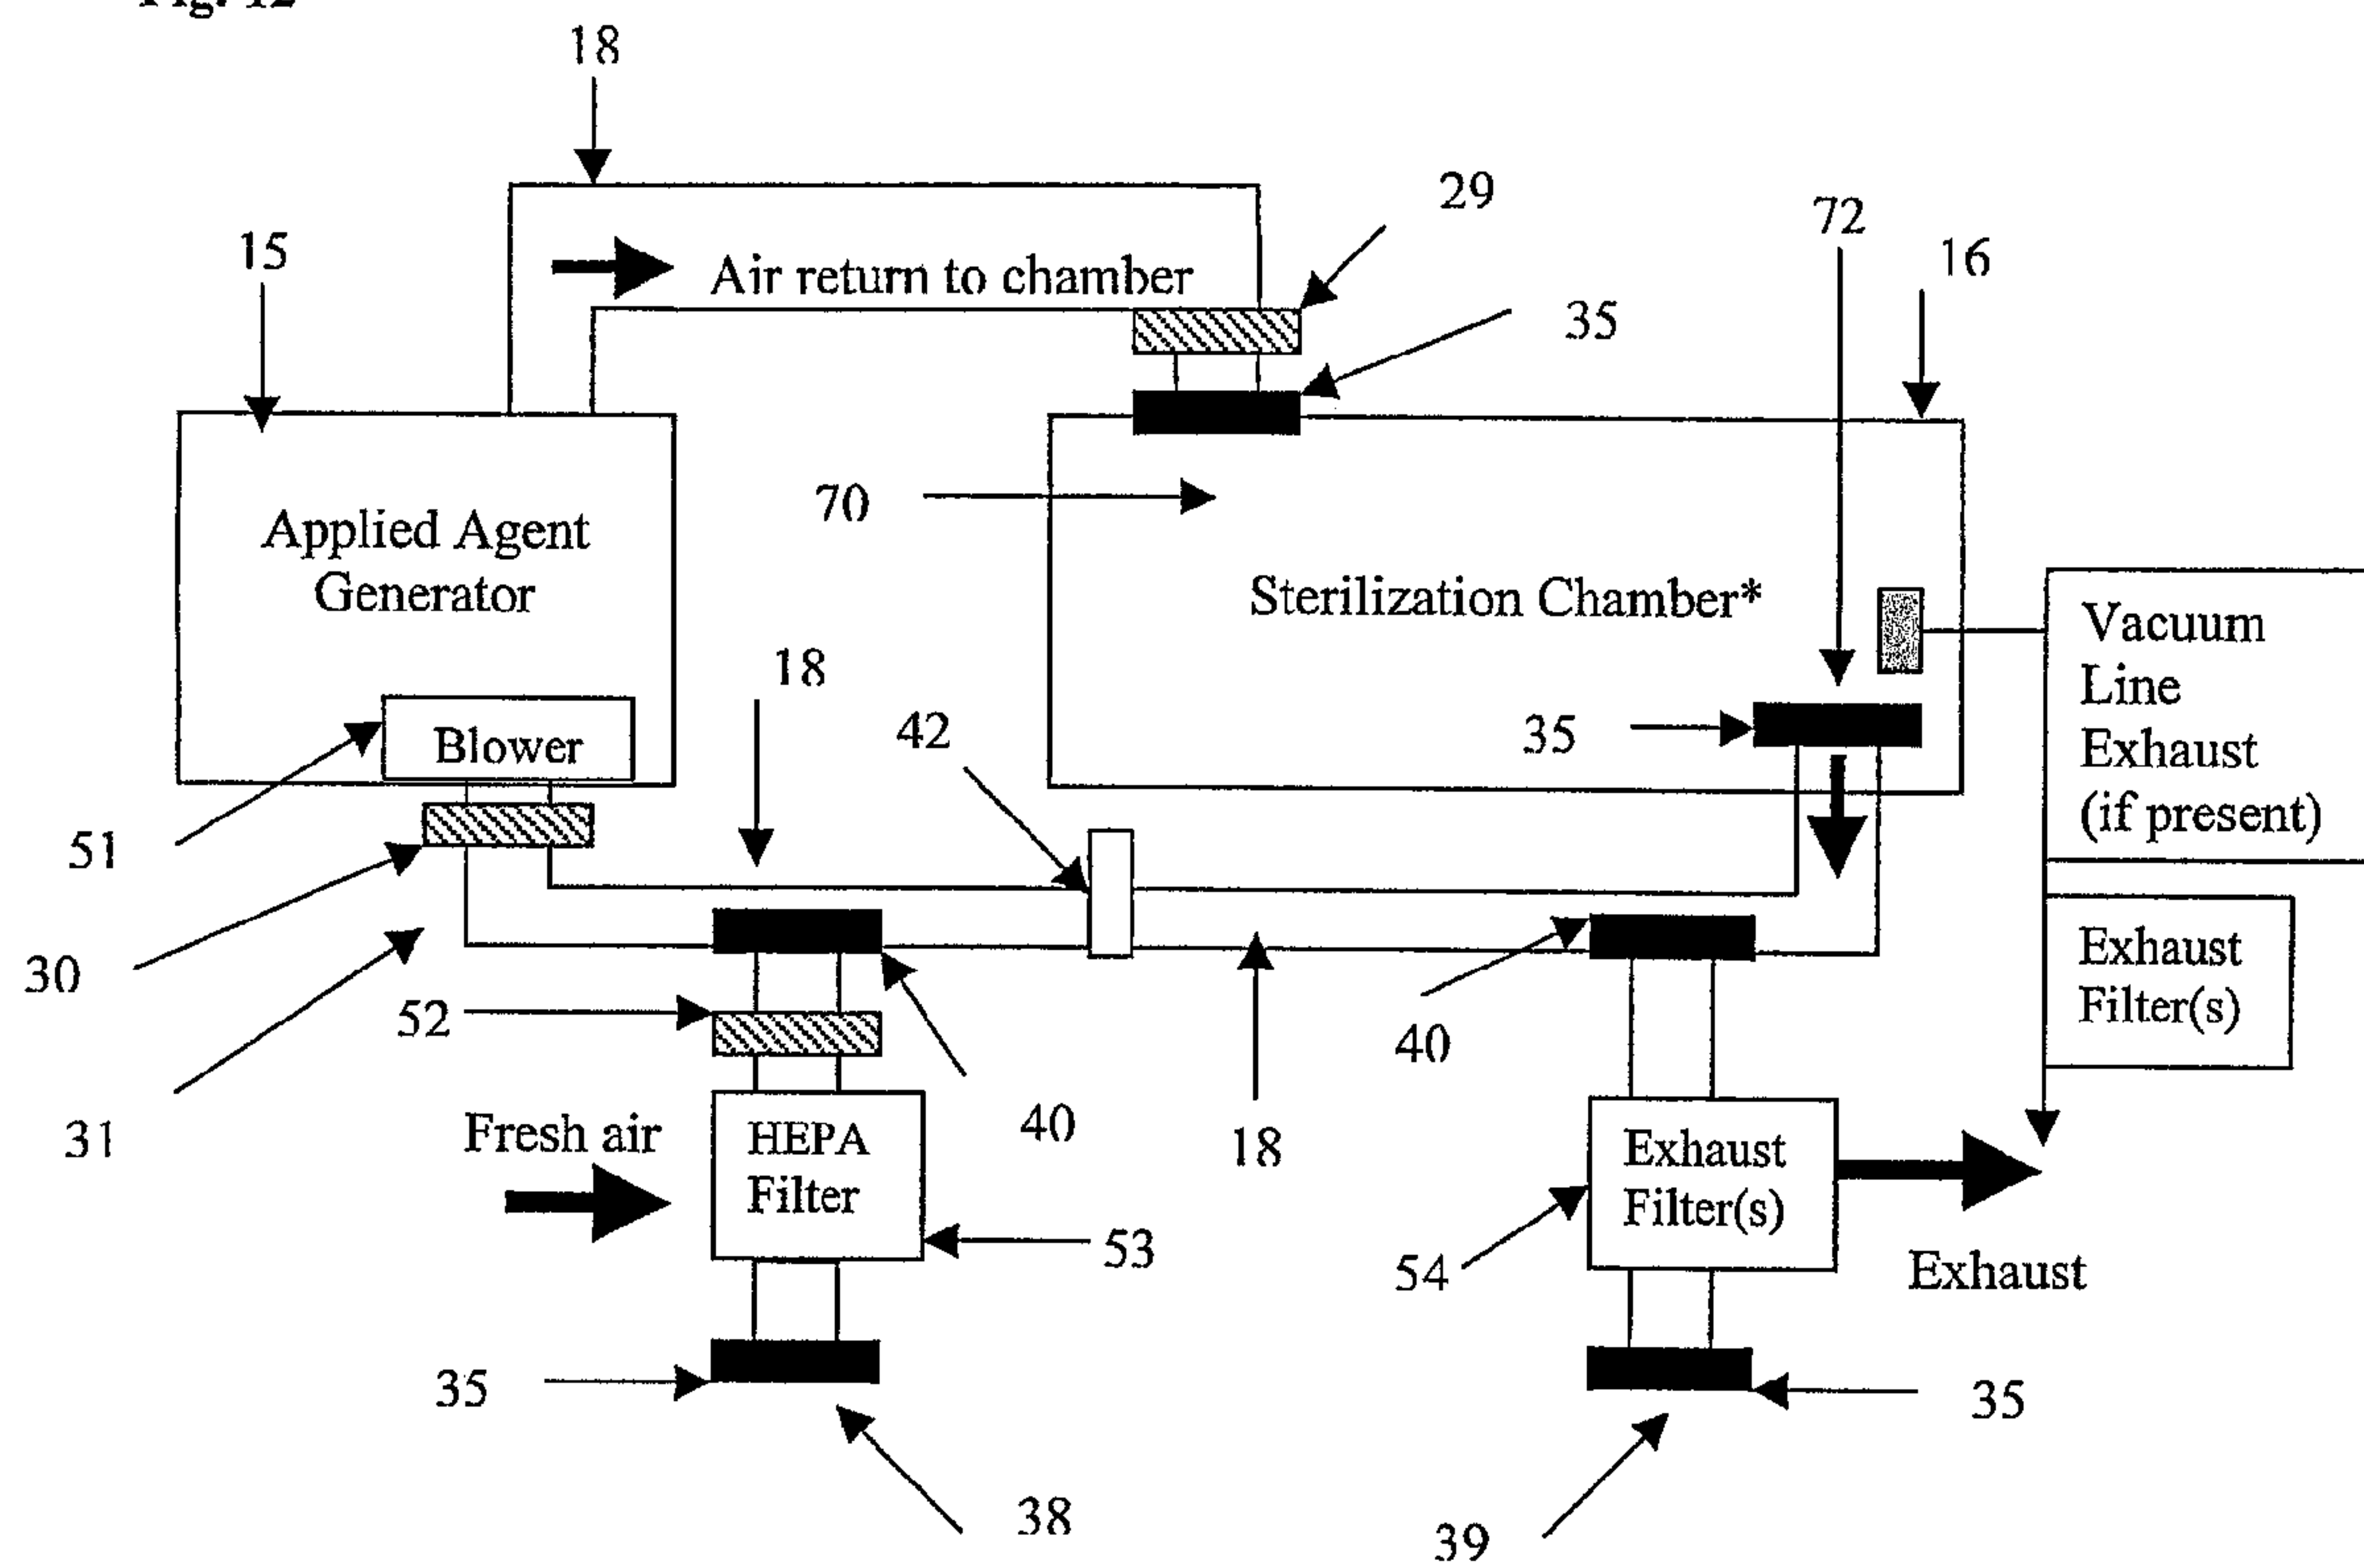 Fig. 12
18
29
72
15
16
Air return to chamber
35
70
Applied Agent
Generator
Sterilization Chamber*
Vacuum
Line
Exhaust
(if present)
18
42
35
Blower
51
30
Exhaust
Filter(s)
52
40
31
40
18
Fresh air
HEPA
Filter
Exhaust
Filter(s)
53
54
Exhaust
35
35
38
39